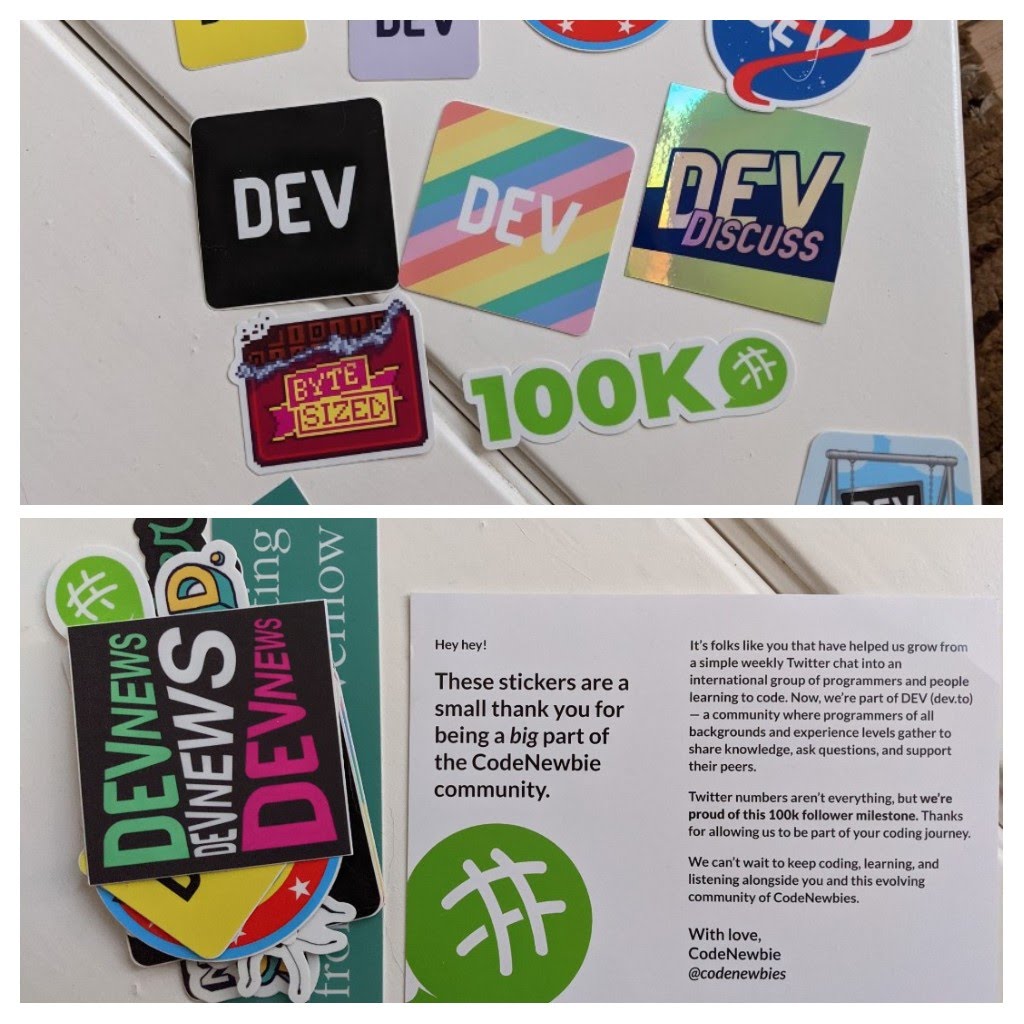 DEV
DEV
DEV
DEV
DISCUSS
BYTE
SIZED
100K
DEV
DEVNEWS
DEVNEWS
DEVNEWS
Hey hey!
These stickers are a
small thank you for
being a big part of
the CodeNewbie
community.
It's folks like you that have helped us grow from
a simple weekly Twitter chat into an
international group of programmers and people
learning to code. Now, we're part of DEV (dev.to)
— a community where programmers of all
backgrounds and experience levels gather to
share knowledge, ask questions, and support
their peers.
Twitter numbers aren't everything, but we're
proud of this 100k follower milestone. Thanks
for allowing us to be part of your coding journey.
We can't wait to keep coding, learning, and
listening alongside you and this evolving
community of CodeNewbies.
With love,
CodeNewbie
@codenewbies